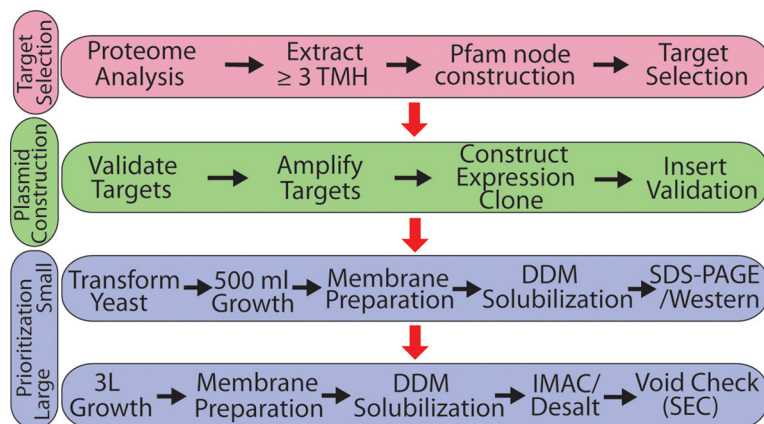 Target
Selection
Proteome
Analysis
Extract
≥ 3 TMH
Pfam node
construction
Target
Selection
Plasmid
Construction
Validate
Targets
Amplify
Targets
Construct
Expression
Clone
Insert
Validation
Prioritization
Small
Large
Transform
Yeast
500 ml
Growth
Membrane
Preparation
DDM
Solubilization
SDS-PAGE
/Western
3L
Growth
Membrane
Preparation
DDM
Solubilization
IMAC/
Desalt
Void Check
(SEC)